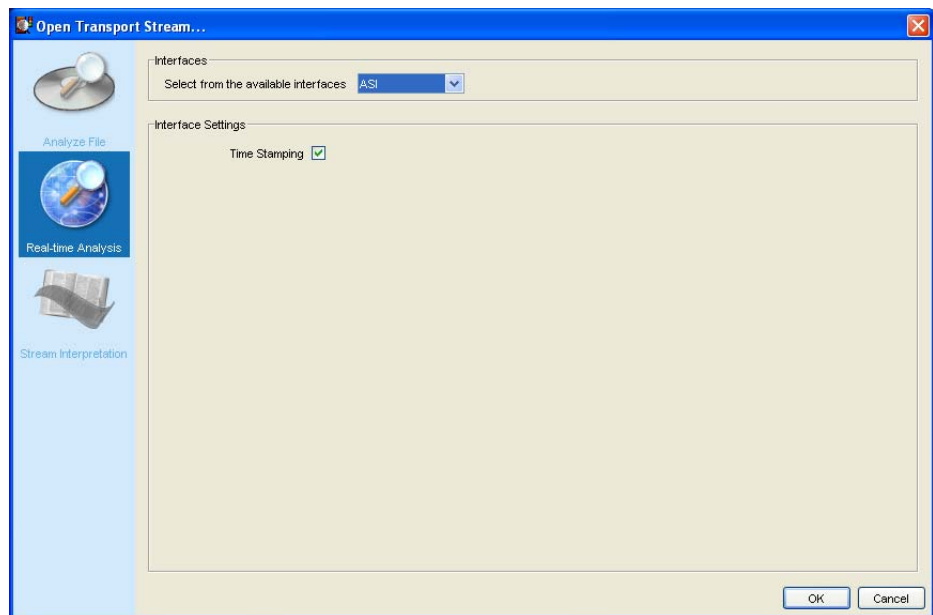 Open Transport Stream...
Analyze File
Real-time Analysis
Stream Interpretation
Interfaces
Select from the available interfaces ASI
Interface Settings
Time Stamping
OK Cancel